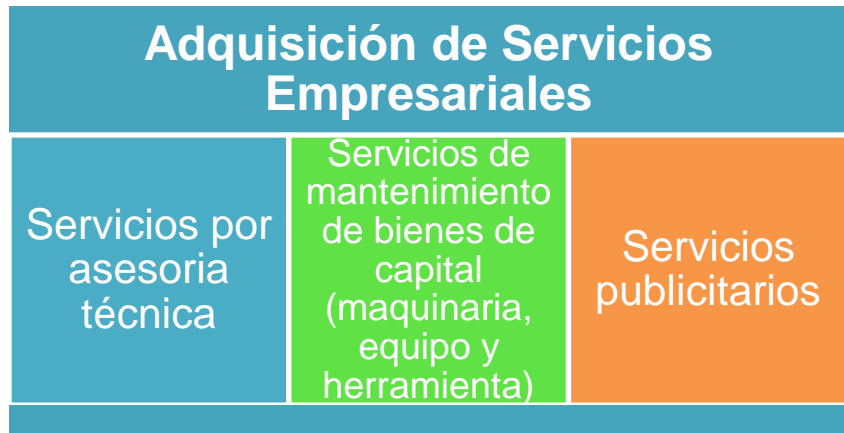 Adquisición de Servicios
Empresariales
Servicios por
asesoria
técnica
Servicios de
mantenimiento
de bienes de
capital
(maquinaria,
equipo y
herramienta)
Servicios
publicitarios